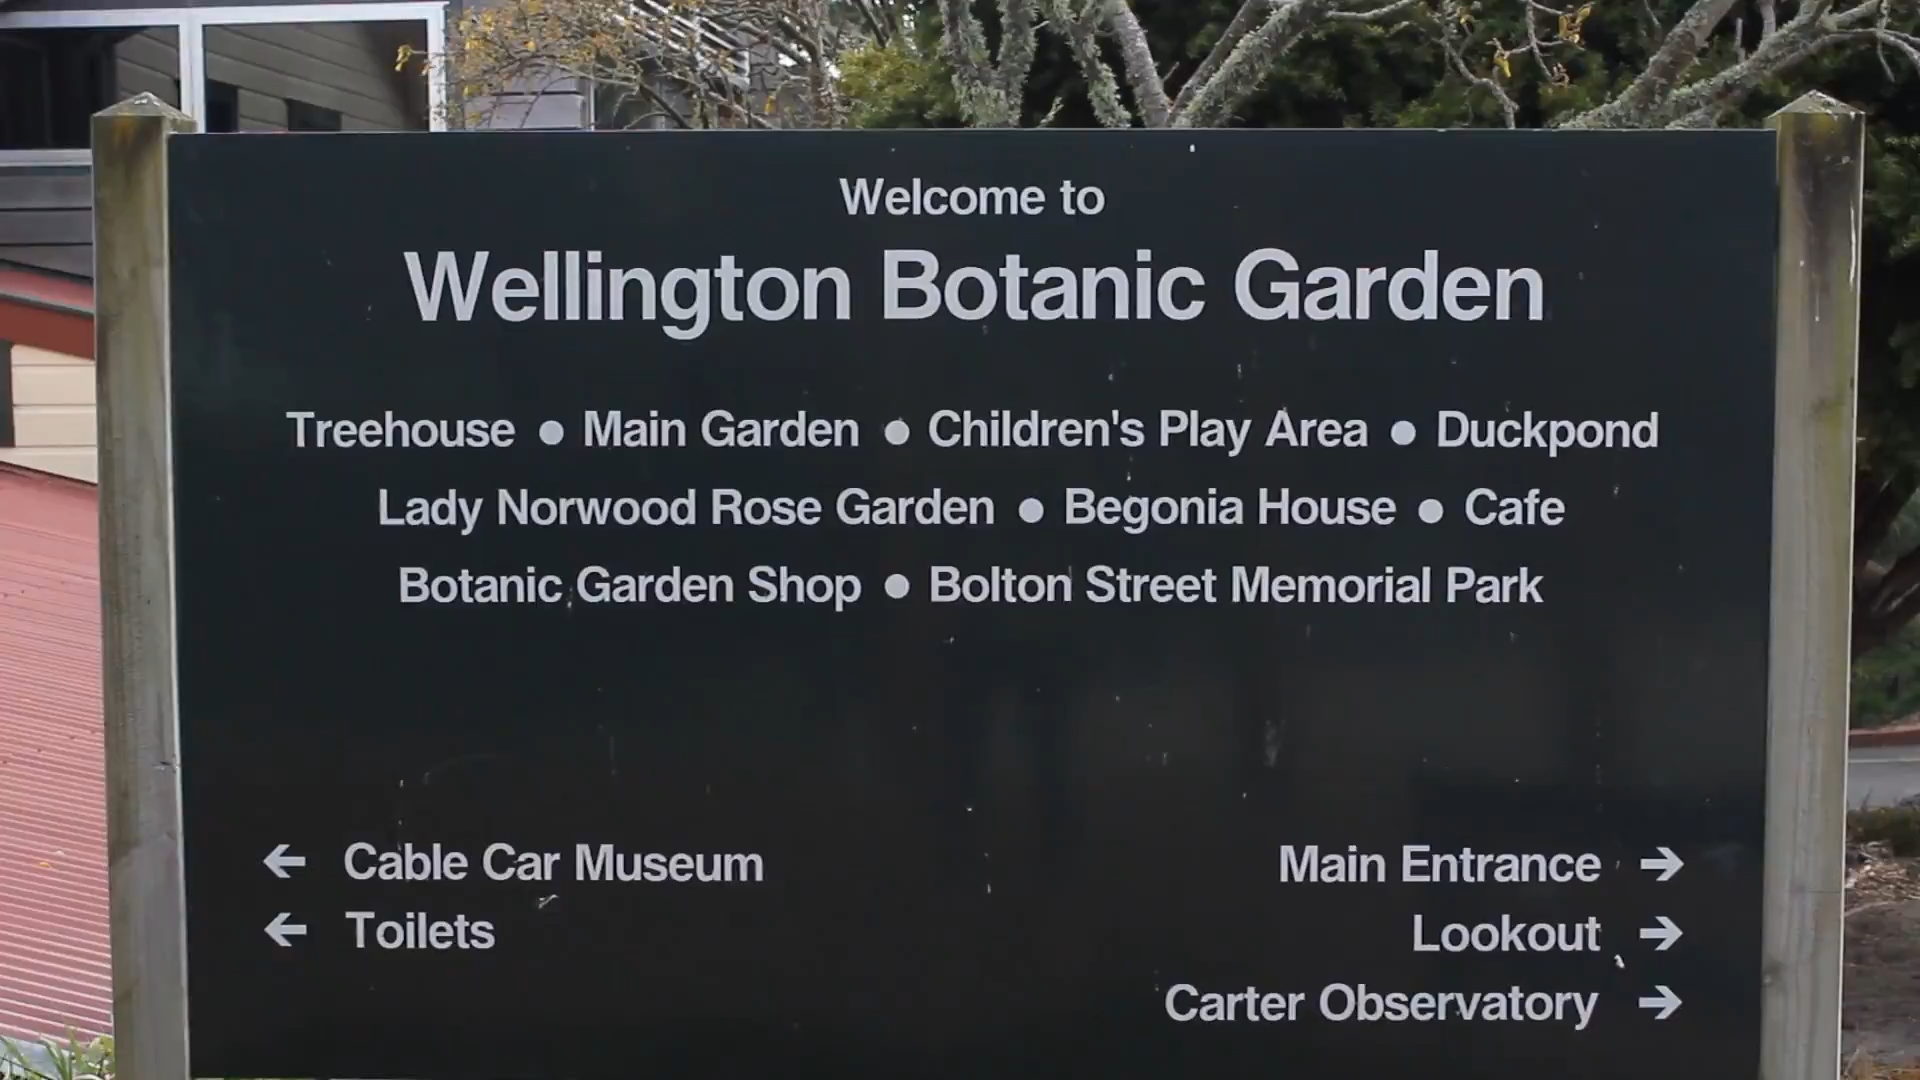 Welcome to
Wellington Botanic Garden
Treehouse ● Main Garden ● Children's Play Area ● Duckpond
Lady Norwood Rose Garden ● Begonia House ● Cafe
Botanic Garden Shop ● Bolton Street Memorial Park
← Cable Car Museum
← Toilets
Main Entrance →
Lookout →
Carter Observatory →